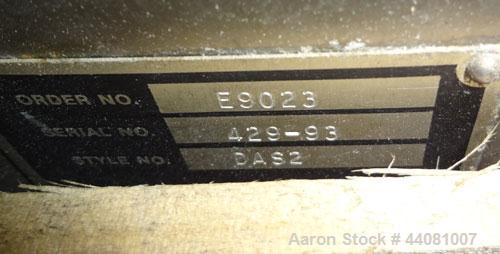 ORDER NO. E9023
SERIAL NO. 429-93
STYLE NO. DAS2
Aaron Stock # 44081007